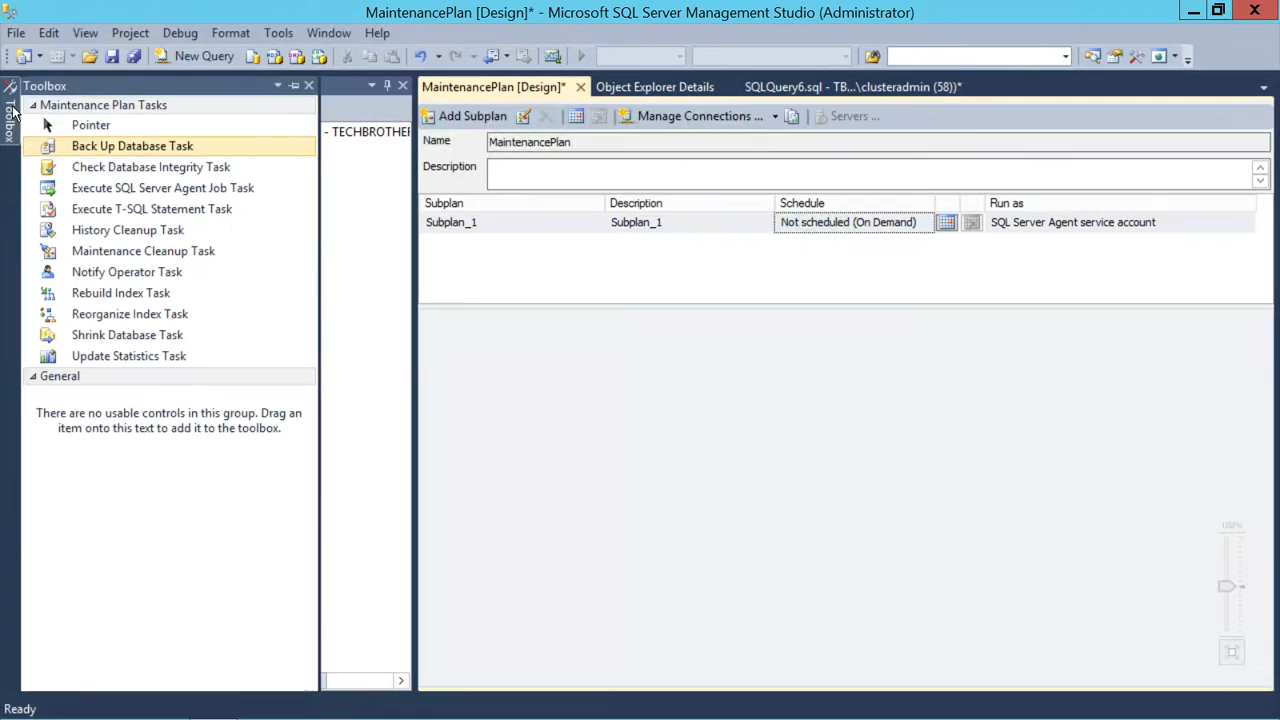 MaintenancePlan [Design]* - Microsoft SQL Server Management Studio (Administrator)
File Edit View Project Debug Format Tools Window Help
New Query
Toolbox
Toolbox
MaintenancePlan [Design]* Object Explorer Details SQLQuery6.sql - TB...\clusteradmin (58))*
Maintenance Plan Tasks
Pointer
Back Up Database Task
Check Database Integrity Task
Execute SQL Server Agent Job Task
Execute T-SQL Statement Task
History Cleanup Task
Maintenance Cleanup Task
Notify Operator Task
Rebuild Index Task
Reorganize Index Task
Shrink Database Task
Update Statistics Task
General
There are no usable controls in this group. Drag an
item onto this text to add it to the toolbox.
- TECHBROTHER
Add Subplan Manage Connections ... Servers ...
Name MaintenancePlan
Description
Subplan Description Schedule Run as
Subplan_1 Subplan_1 Not scheduled (On Demand) SQL Server Agent service account
100%
Ready